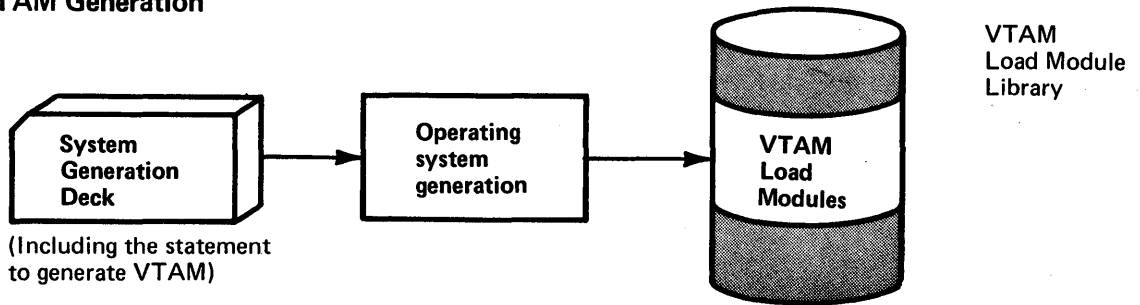 AM Generation
VTAM
Load Module
Library
System
Generation
Deck
Operating
system
generation
VTAM
Load
Modules
(Including the statement
to generate VTAM)